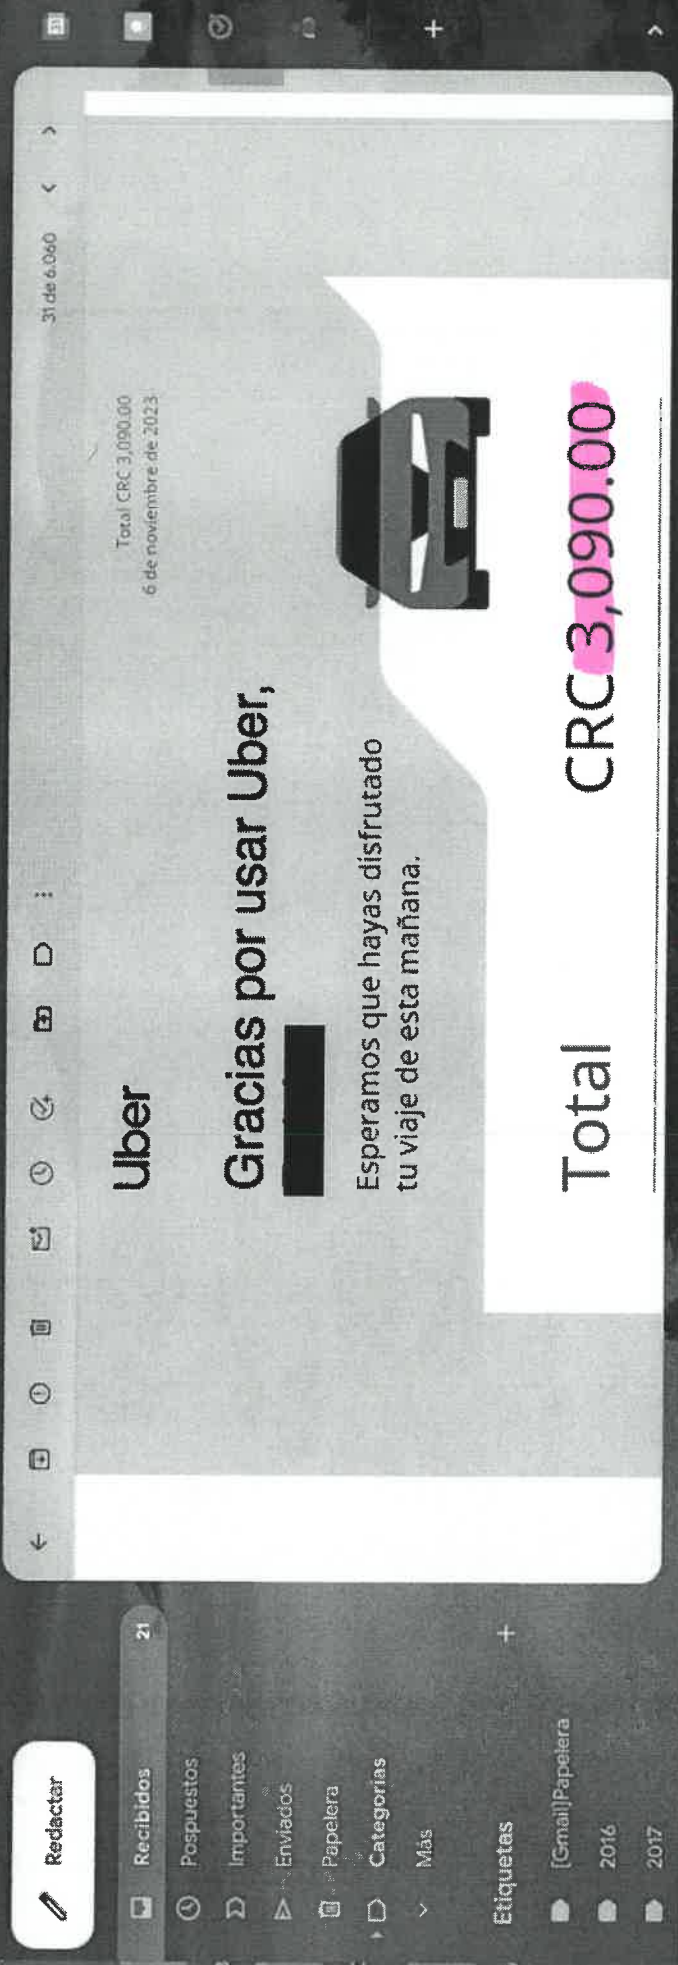 Redactar
Recibidos 21
Pospuestos
Importantes
Enviados
Papelera
Categorías
Más
Etiquetas
[Gmail]Papelera
2016
2017
31 de 6.060
Uber
Total CRC 3,090.00
6 de noviembre de 2023
Gracias por usar Uber,
Esperamos que hayas disfrutado
tu viaje de esta mañana.
Total CRC 3,090.00